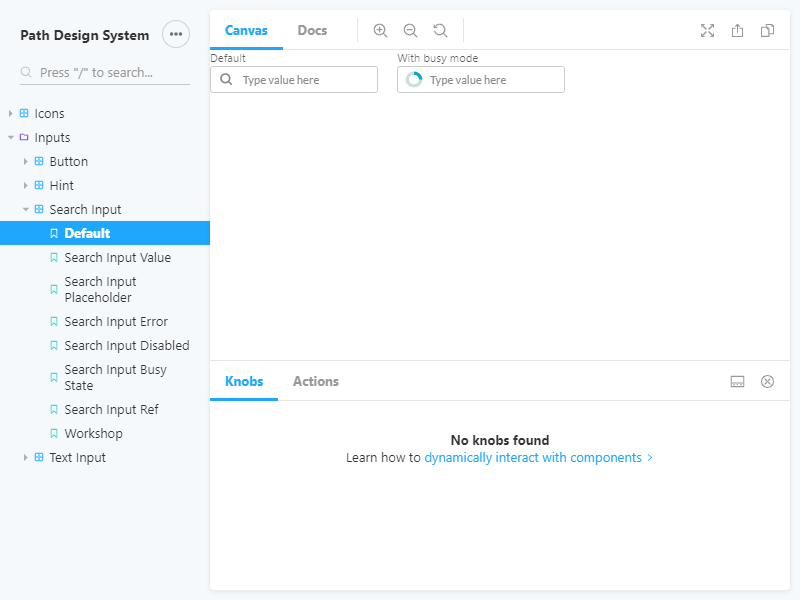 Path Design System
Press "/" to search...
Icons
Inputs
Button
Hint
Search Input
Default
Search Input Value
Search Input
Placeholder
Search Input Error
Search Input Disabled
Search Input Busy
State
Search Input Ref
Workshop
Text Input
Canvas
Docs
Default
With busy mode
Type value here
Type value here
Knobs
Actions
No knobs found
Learn how to dynamically interact with components